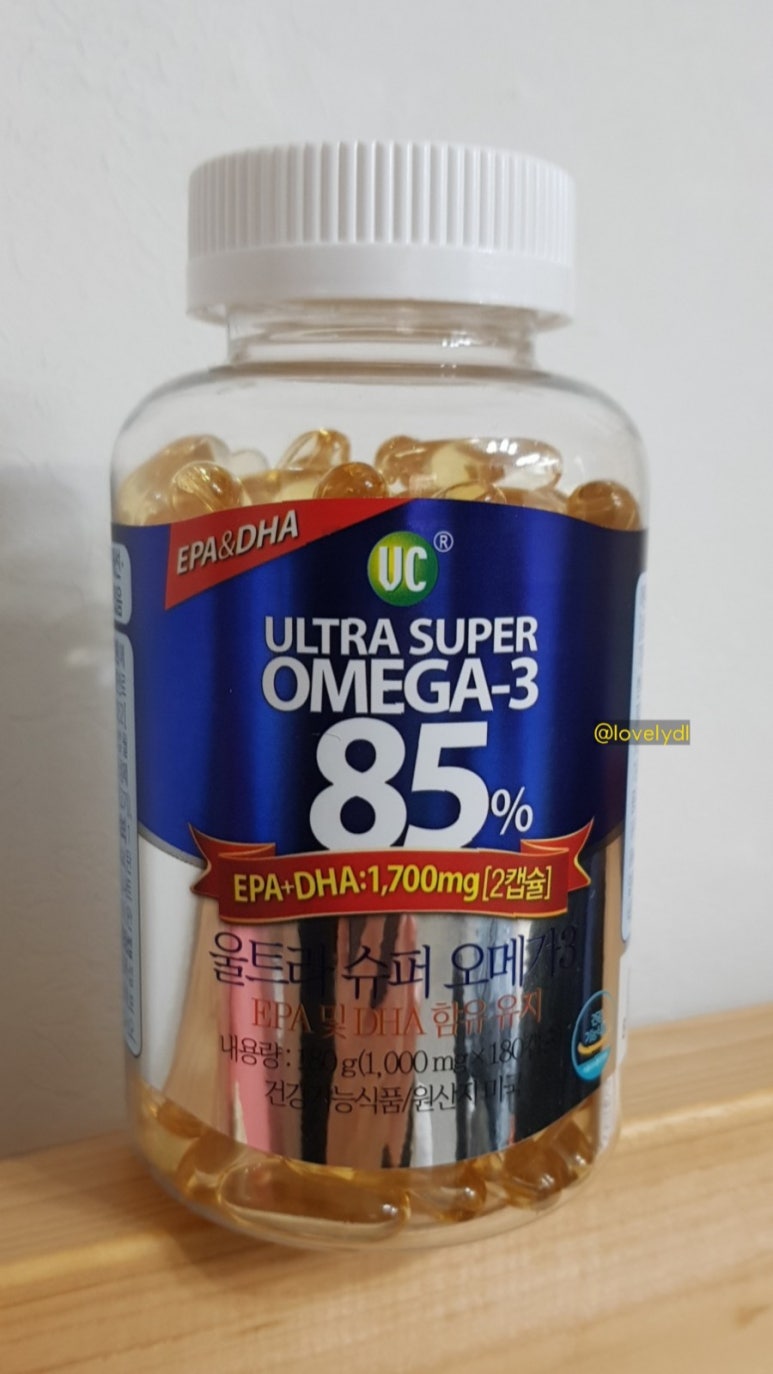 EPA&DHA
UC®
ULTRA SUPER
OMEGA-3
85%
@lovelydl
EPA+DHA:1,700mg[2캡슐]
울트라 슈퍼 오메가3
EPA 및 DHA 함유 유지
내용량: 180g(1,000mg×180
건강기능식품/원산지:미국